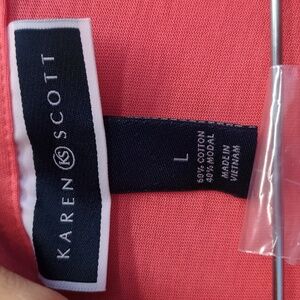 KAREN KS SCOTT
L
60% COTTON
40% MODAL
MADE IN
VIETNAM